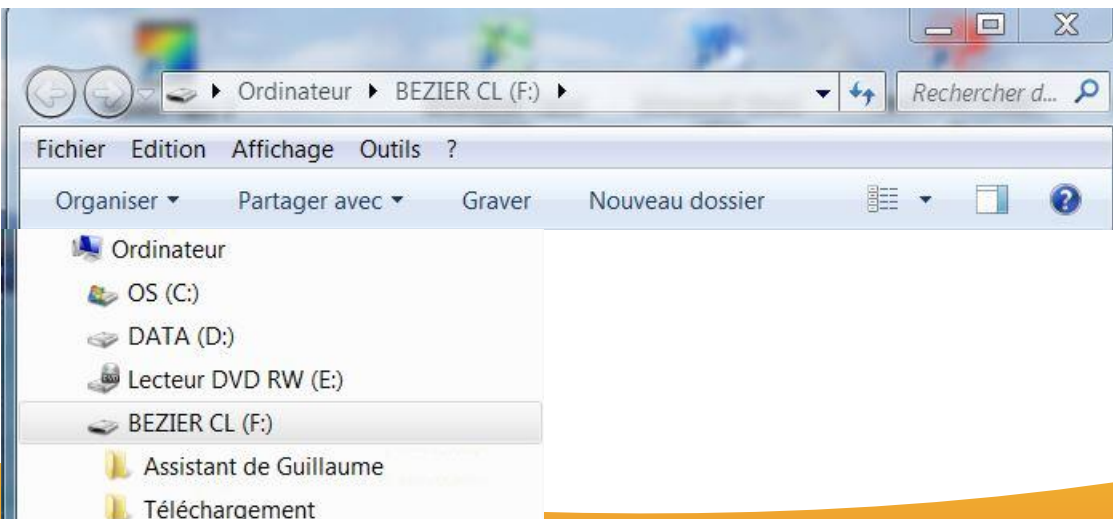 Ordinateur BEZIER CL (F:) Rechercher d...
Fichier Edition Affichage Outils ?
Organiser Partager avec Graver Nouveau dossier
Ordinateur
OS (C:)
DATA (D:)
Lecteur DVD RW (E:)
BEZIER CL (F:)
Assistant de Guillaume
Téléchargement